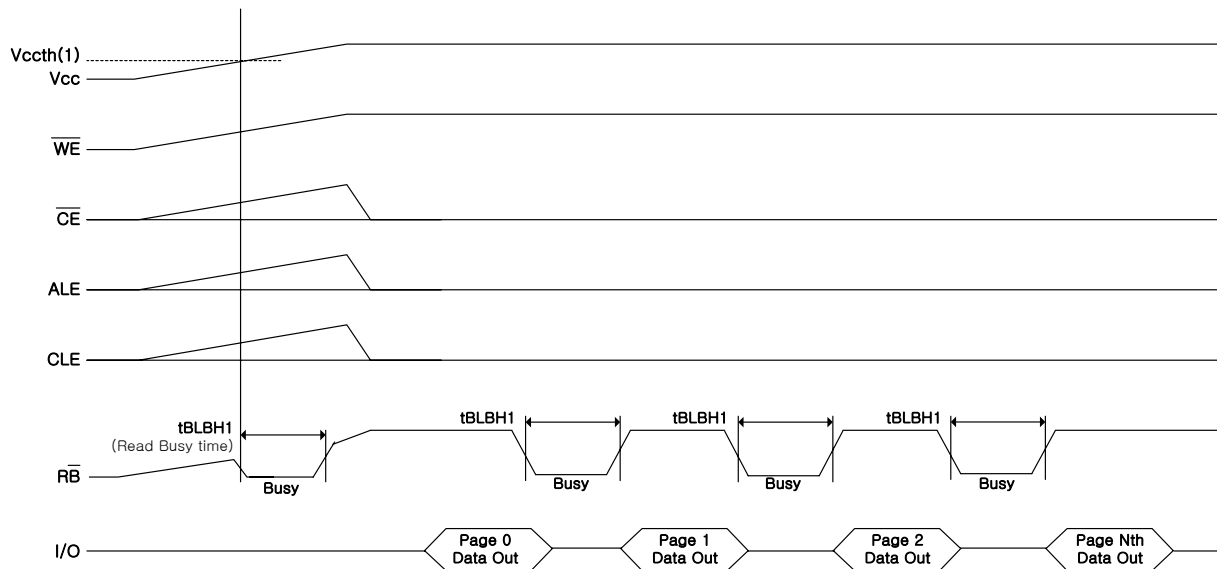 Vccth(1)
Vcc
WE
CE
ALE
CLE
tBLBH1
(Read Busy time)
tBLBH1
tBLBH1
tBLBH1
RB
Busy
Busy
Busy
Busy
I/O
Page 0
Data Out
Page 1
Data Out
Page 2
Data Out
Page Nth
Data Out